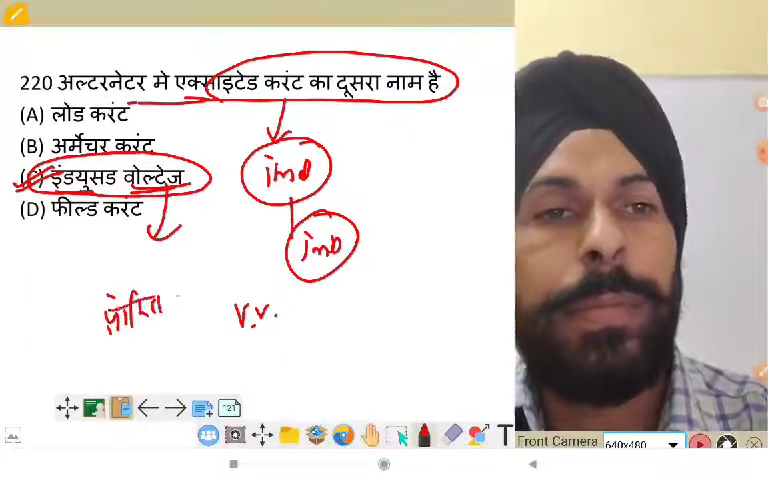 220 अल्टरनेटर मे एक्साइटेड करंट का दूसरा नाम है
(A) लोड करंट
(B) अर्मेचर करंट
(C) इंडयूसड वोल्टेज
(D) फील्ड करंट
imp
imp
v.v.
"121
T
Front Camera 640x480